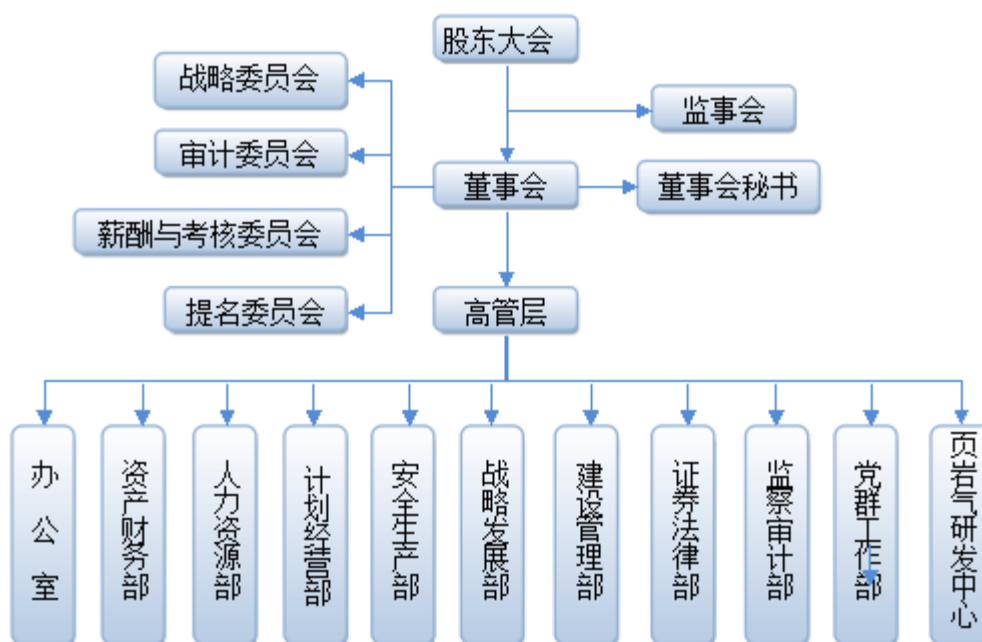 股东大会
战略委员会
监事会
审计委员会
董事会
董事会秘书
薪酬与考核委员会
提名委员会
高管层
办公室
资产财务部
人力资源部
计划经营部
安全生产部
战略发展部
建设管理部
证券法律部
监察审计部
党群工作部
页岩气研发中心